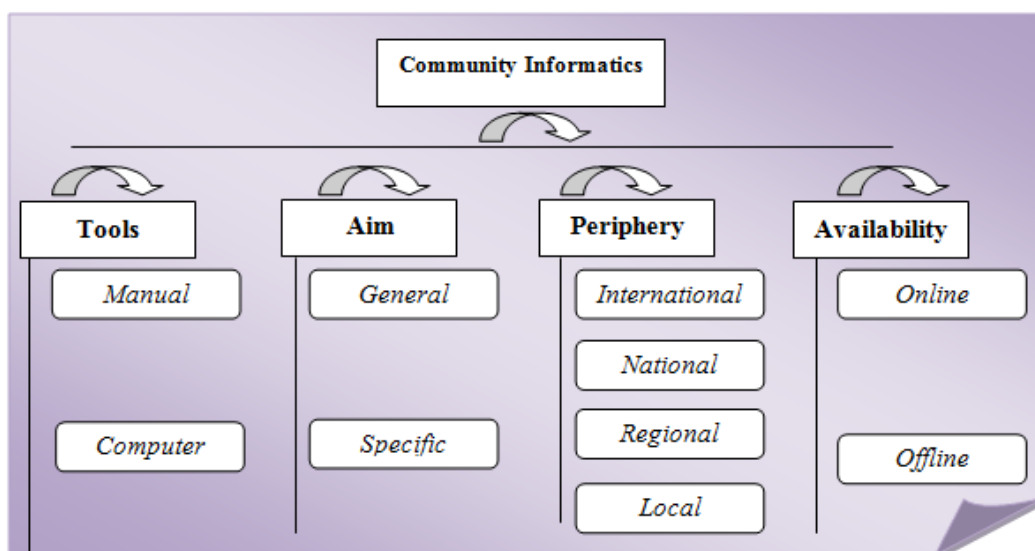 Community Informatics
Tools
Aim
Periphery
Availability
Manual
General
International
Online
National
Computer
Specific
Regional
Offline
Local